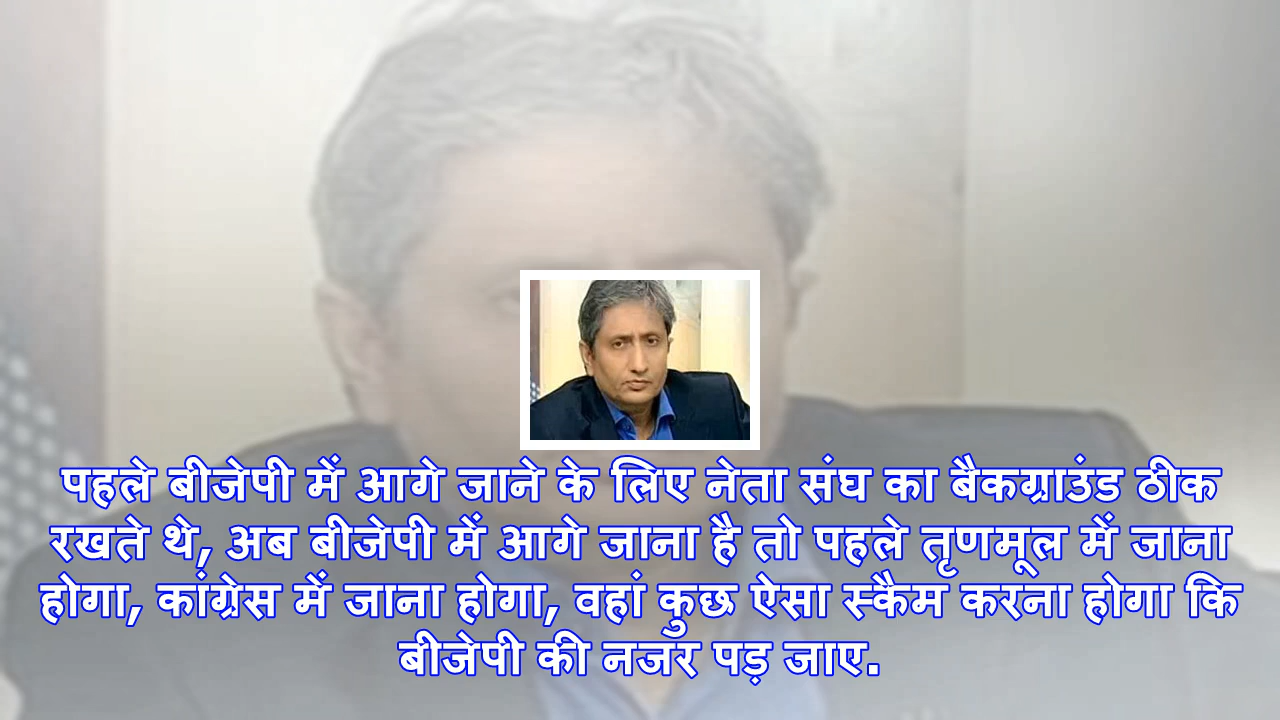 पहले बीजेपी में आगे जाने के लिए नेता संघ का बैकग्राउंड ठीक
रखते थे, अब बीजेपी में आगे जाना है तो पहले तृणमूल में जाना
होगा, कांग्रेस में जाना होगा, वहां कुछ ऐसा स्कैम करना होगा कि
बीजेपी की नजर पड़ जाए.